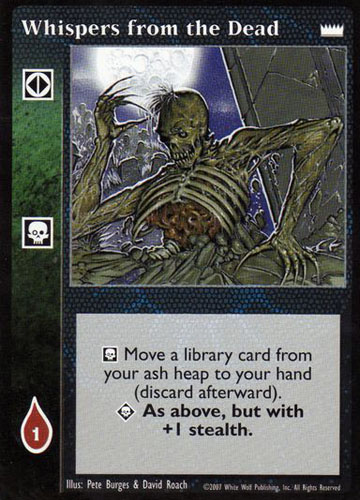 Whispers from the Dead
Move a library card from
your ash heap to your hand
(discard afterward).
As above, but with
+1 stealth.
1
Illus: Pete Burges & David Roach ©2007 White Wolf Publishing, Inc. All Rights Reserved